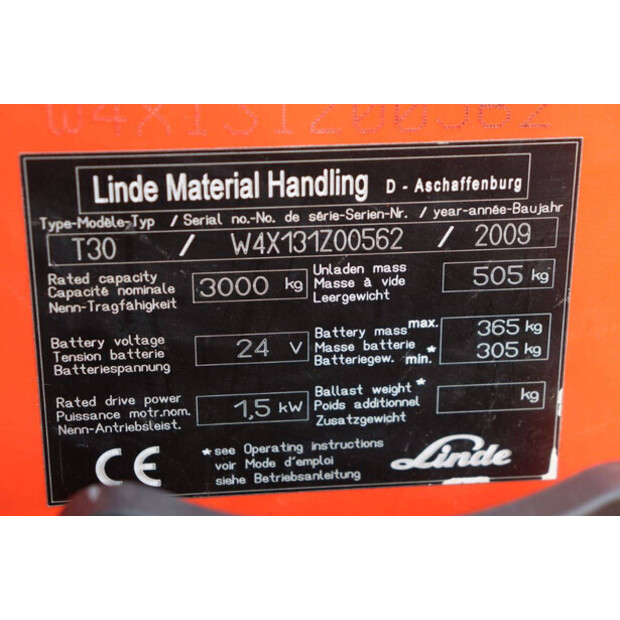 W4X131Z00562
Linde Material Handling D - Aschaffenburg
Type-Modèle-Typ / Serial no.-No. de série-Serien-Nr. / year-année-Baujahr
T30 / W4X131Z00562 / 2009
Rated capacity
Capacité nominale
Nenn-Tragfähigkeit
3000 kg
Unladen mass
Masse à vide
Leergewicht
505 kg
Battery voltage
Tension batterie
Batteriespannung
24 V
Battery mass max.
Masse batterie *
Batteriegew. min.
365 kg
305 kg
Rated drive power
Puissance motr.nom.
Nenn-Antriebsleist.
1,5 kW
Ballast weight *
Poids additionnel
Zusatzgewicht
kg
CE
*see Operating instructions
voir Mode d'emploi
siehe Betriebsanleitung
Linde